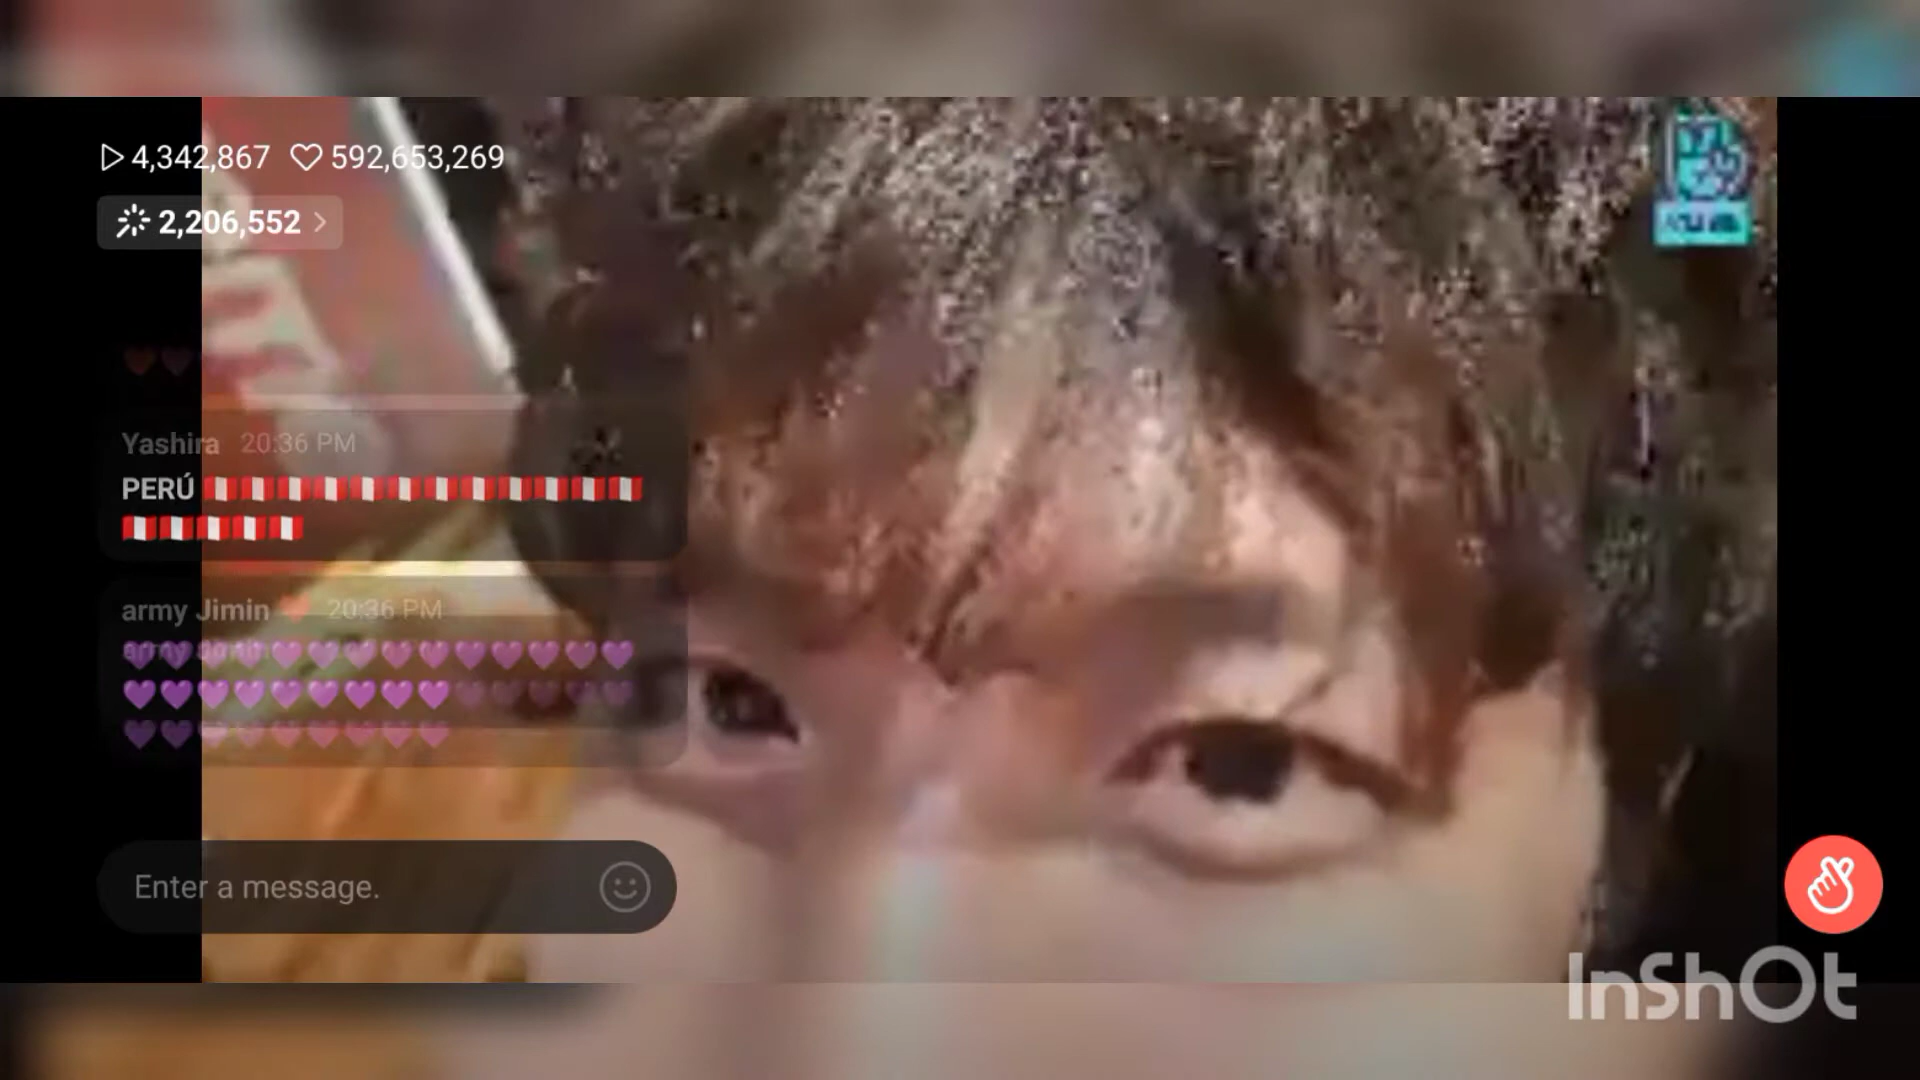 4,342,867 592,653,269
2,206,552
Yashira 20:36 PM
PERÚ 🇵🇪🇵🇪🇵🇪🇵🇪🇵🇪🇵🇪🇵🇪🇵🇪🇵🇪🇵🇪🇵🇪🇵🇪
🇵🇪🇵🇪🇵🇪🇵🇪🇵🇪
army Jimin ❤️ 20:36 PM
💜💜💜💜💜💜💜💜💜💜💜💜💜💜
💜💜💜💜💜💜💜💜💜
Enter a message.
InShOt